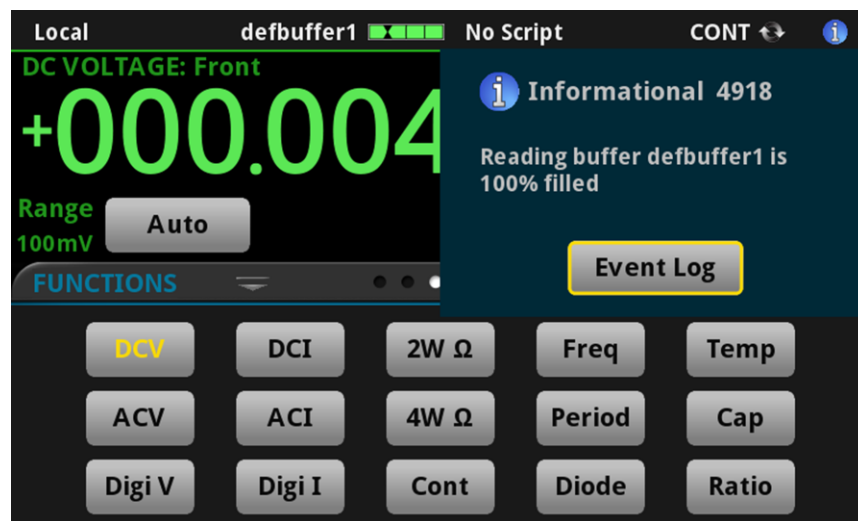 Local defbuffer1 No Script CONT i
DC VOLTAGE: Front
+000.004
i Informational 4918
Reading buffer defbuffer1 is
100% filled
Range
100mV
Auto
Event Log
FUNCTIONS
DCV DCI 2W Ω Freq Temp
ACV ACI 4W Ω Period Cap
Digi V Digi I Cont Diode Ratio